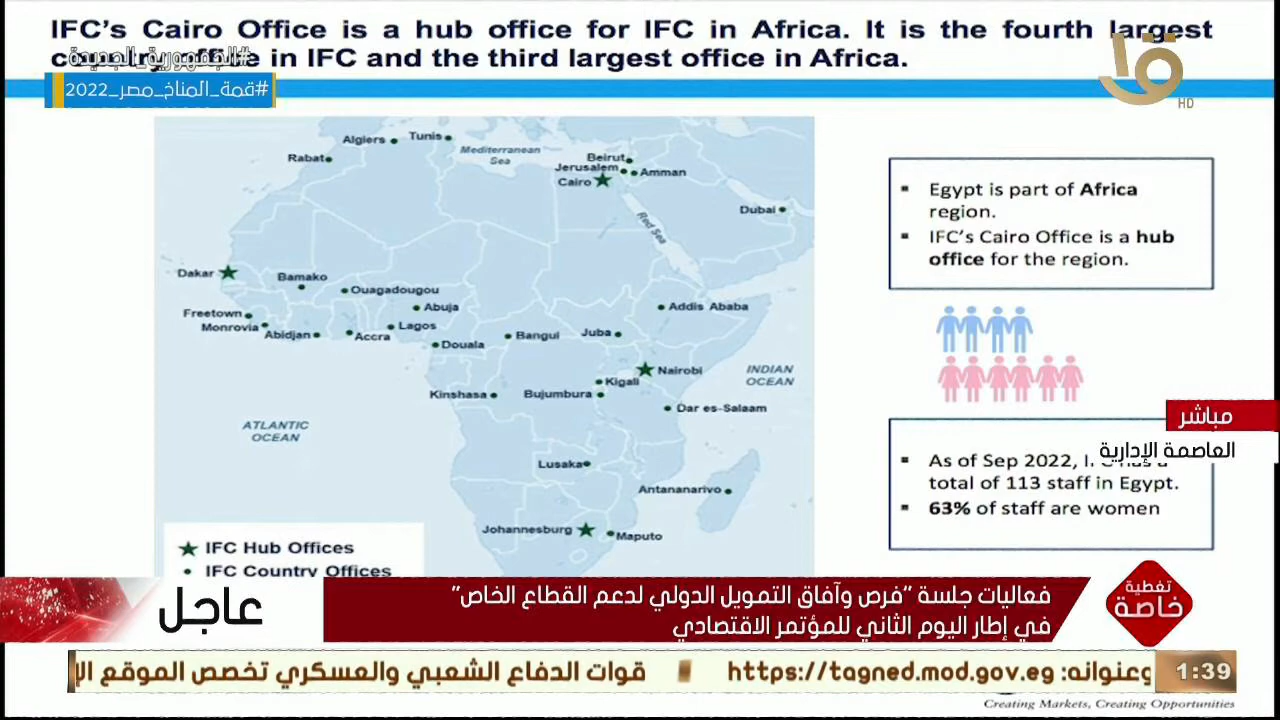 IFC's Cairo Office is a hub office for IFC in Africa. It is the fourth largest
office in IFC and the third largest office in Africa.
#الجمهورية_الجديدة
#قمة_المناخ_مصر_2022
HD
Algiers
Tunis
Mediterranean
Sea
Rabat
Beirut
Jerusalem
Amman
Cairo
Dubai
Red Sea
Dakar
Bamako
Ouagadougou
Abuja
Addis Ababa
Freetown
Monrovia
Abidjan
Accra
Lagos
Douala
Bangui
Juba
Nairobi
INDIAN
OCEAN
Kigali
Kinshasa
Bujumbura
Dar es-Salaam
ATLANTIC
OCEAN
Lusaka
Antananarivo
Johannesburg
Maputo
IFC Hub Offices
IFC Country Offices
▪ Egypt is part of Africa
region.
▪ IFC's Cairo Office is a hub
office for the region.
مباشر
العاصمة الإدارية
▪ As of Sep 2022,
total of 113 staff in Egypt.
▪ 63% of staff are women
تغطية
خاصة
عاجل
فعاليات جلسة "فرص وآفاق التمويل الدولي لدعم القطاع الخاص"
في إطار اليوم الثاني للمؤتمر الاقتصادي
وعنوانه: https://tagned.mod.gov.eg ▪ قوات الدفاع الشعبي والعسكري تخصص الموقع
1:39
Creating Markets, Creating Opportunities